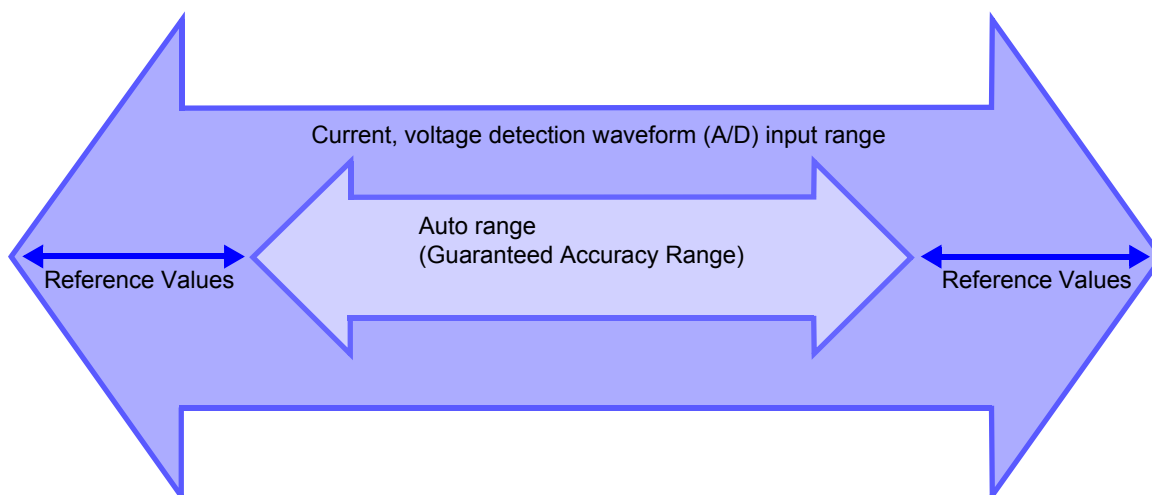 Current, voltage detection waveform (A/D) input range
Auto range
(Guaranteed Accuracy Range)
Reference Values
Reference Values